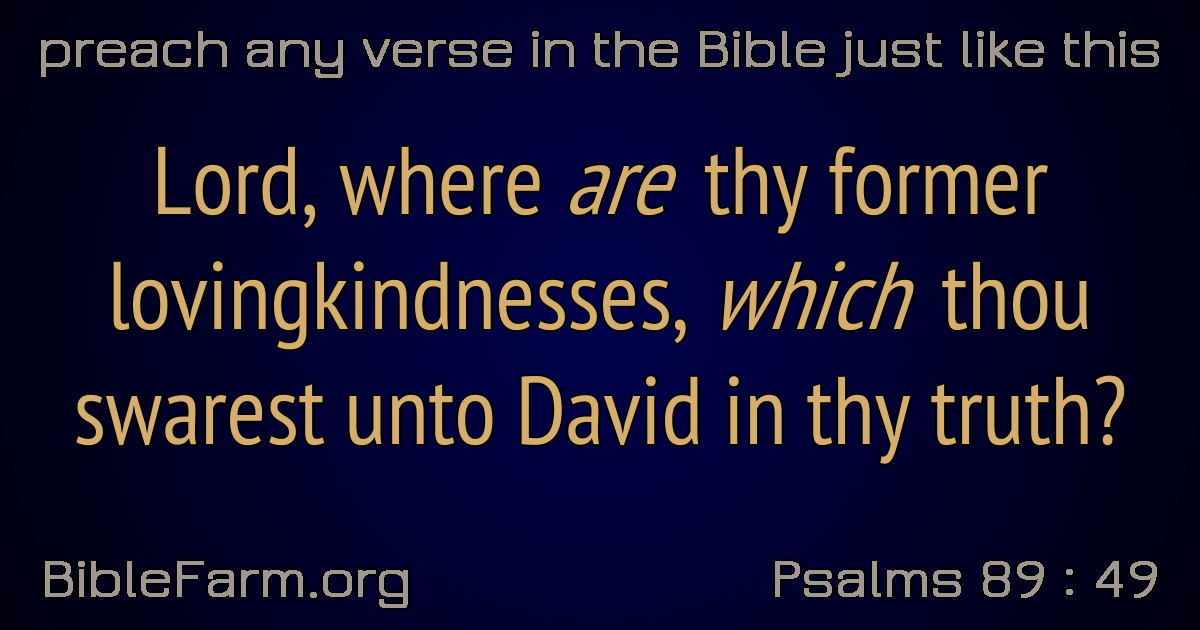 preach any verse in the Bible just like this
Lord, where are thy former
lovingkindnesses, which thou
swarest unto David in thy truth?
BibleFarm.org
Psalms 89 : 49